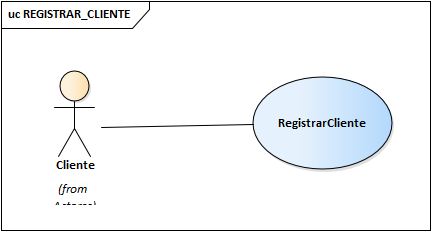 uc REGISTRAR_CLIENTE
RegistrarCliente
Cliente
(from